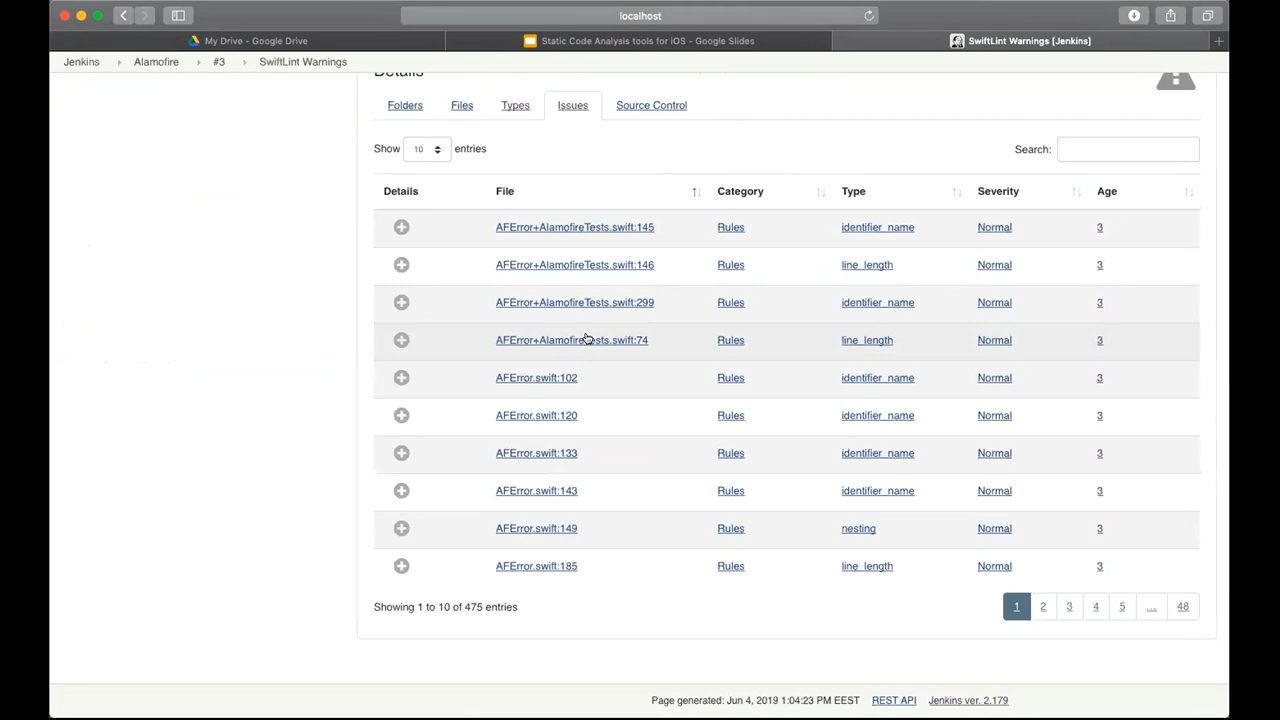 localhost
My Drive - Google Drive
Static Code Analysis tools for iOS - Google Slides
SwiftLint Warnings [Jenkins]
Jenkins Alamofire #3 SwiftLint Warnings
Details
Folders Files Types Issues Source Control
Show 10 entries Search:
Details File Category Type Severity Age
AFError+AlamofireTests.swift:145 Rules identifier_name Normal 3
AFError+AlamofireTests.swift:146 Rules line_length Normal 3
AFError+AlamofireTests.swift:299 Rules identifier_name Normal 3
AFError+AlamofireTests.swift:74 Rules line_length Normal 3
AFError.swift:102 Rules identifier_name Normal 3
AFError.swift:120 Rules identifier_name Normal 3
AFError.swift:133 Rules identifier_name Normal 3
AFError.swift:143 Rules identifier_name Normal 3
AFError.swift:149 Rules nesting Normal 3
AFError.swift:185 Rules line_length Normal 3
Showing 1 to 10 of 475 entries 1 2 3 4 5 ... 48
Page generated: Jun 4, 2019 1:04:23 PM EEST REST API Jenkins ver. 2.179